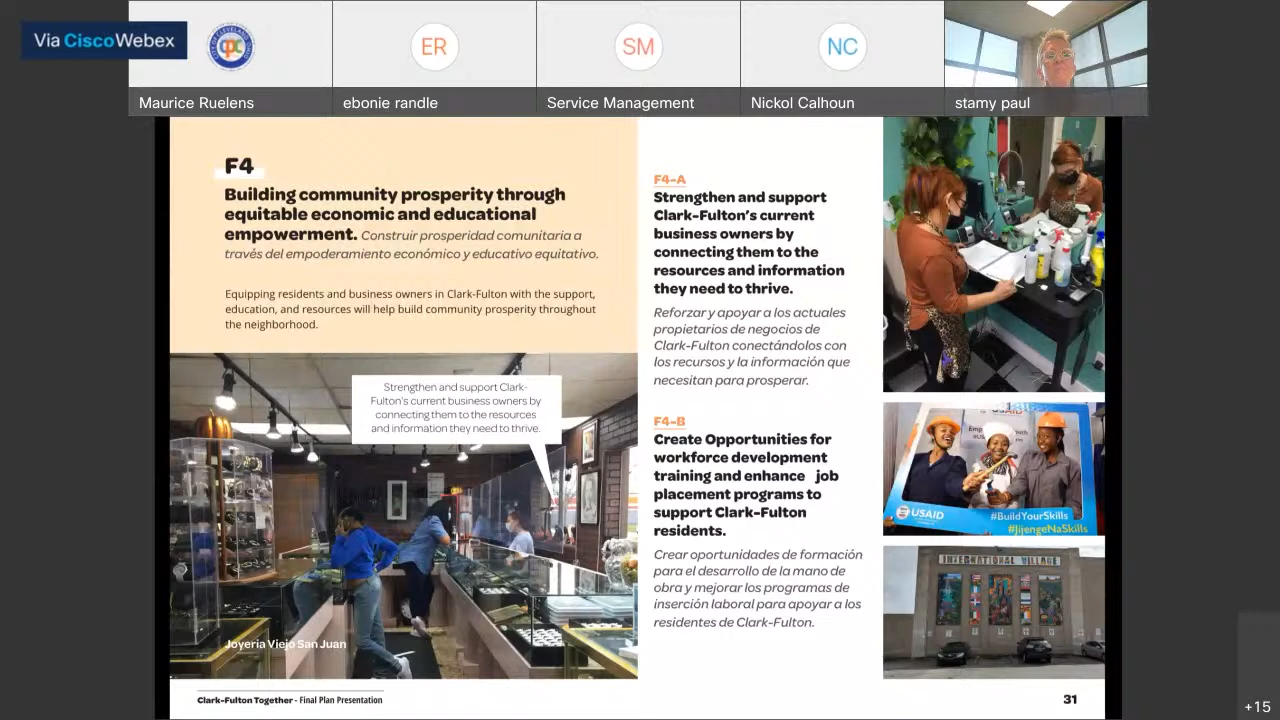 Via Cisco Webex
Maurice Ruelens
ER
ebonie randle
SM
Service Management
NC
Nickol Calhoun
stamy paul
F4
Building community prosperity through
equitable economic and educational
empowerment. Construir prosperidad comunitaria a
través del empoderamiento económico y educativo equitativo.
Equipping residents and business owners in Clark-Fulton with the support,
education, and resources will help build community prosperity throughout
the neighborhood.
Strengthen and support Clark-
Fulton's current business owners by
connecting them to the resources
and information they need to thrive.
Joyeria Viejo San Juan
F4-A
Strengthen and support
Clark-Fulton's current
business owners by
connecting them to the
resources and information
they need to thrive.
Reforzar y apoyar a los actuales
propietarios de negocios de
Clark-Fulton conectándolos con
los recursos y la información que
necesitan para prosperar.
F4-B
Create Opportunities for
workforce development
training and enhance job
placement programs to
support Clark-Fulton
residents.
Crear oportunidades de formación
para el desarrollo de la mano de
obra y mejorar los programas de
inserción laboral para apoyar a los
residentes de Clark-Fulton.
USAID
USAID
#BuildYourSkills
#JijengeNaSkills
INTERNATIONAL VILLAGE
Clark-Fulton Together - Final Plan Presentation
31
+15